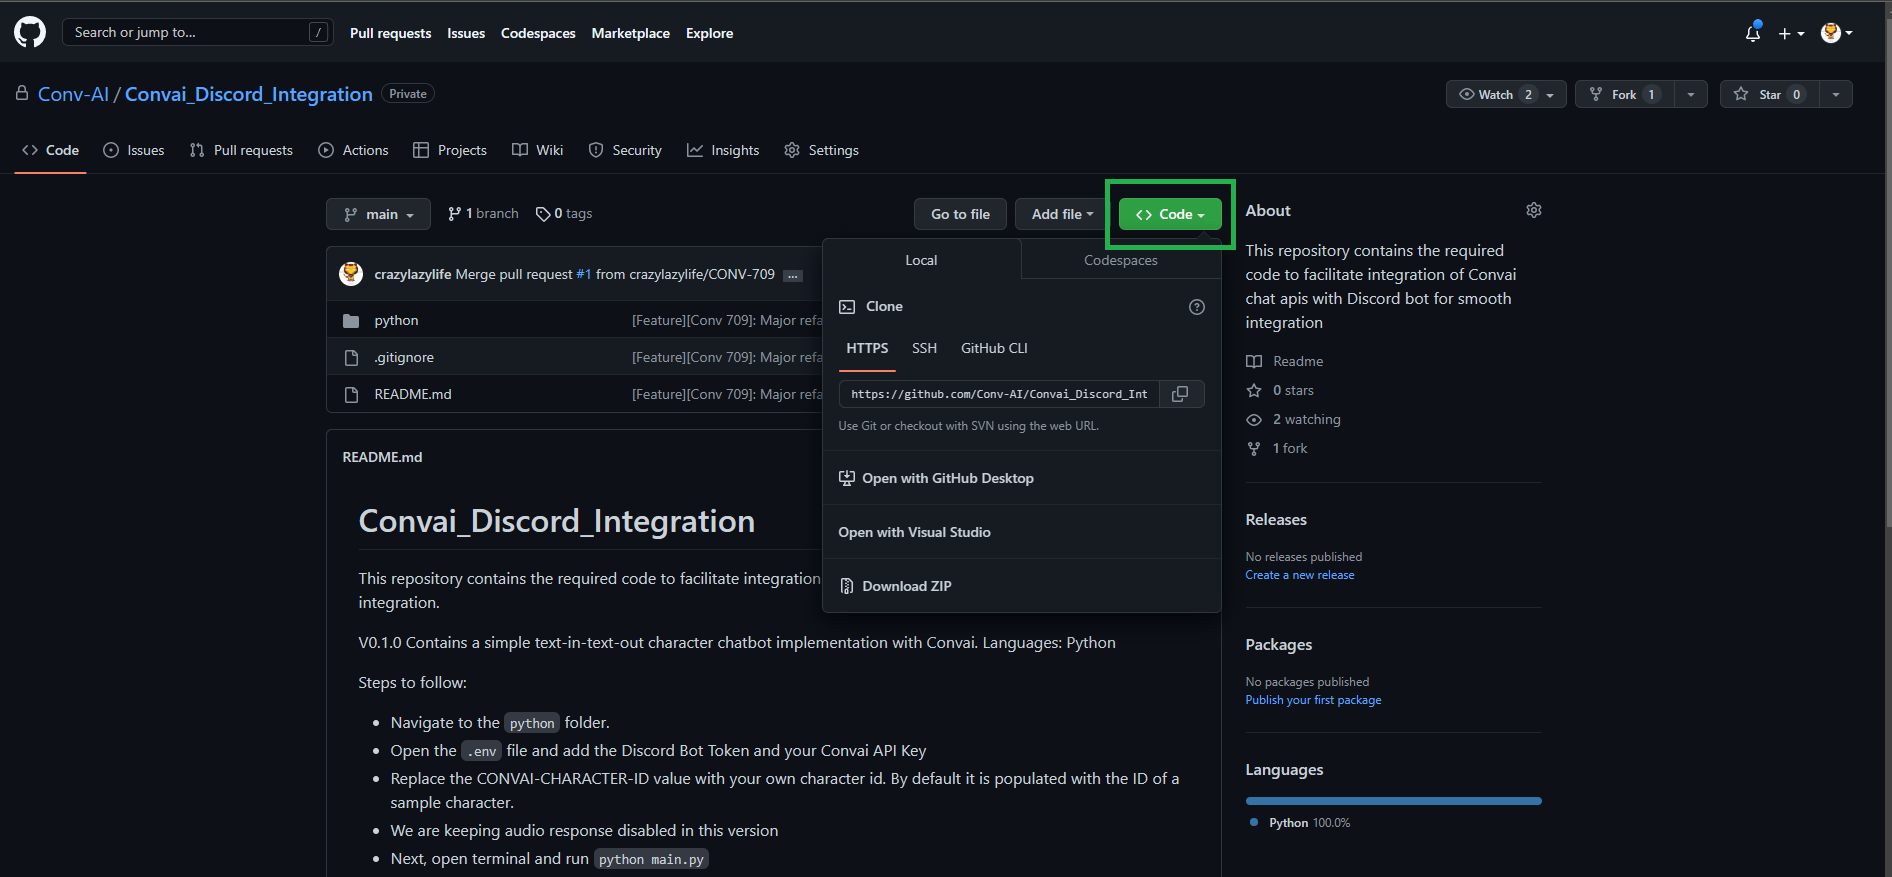 Search or jump to...
/
Pull requests
Issues
Codespaces
Marketplace
Explore
Conv-AI / Convai_Discord_Integration
Private
Watch 2
Fork 1
Star 0
Code
Issues
Pull requests
Actions
Projects
Wiki
Security
Insights
Settings
main
1 branch
0 tags
Go to file
Add file
Code
crazylazylife Merge pull request #1 from crazylazylife/CONV-709 ...
python
[Feature][Conv 709]: Major refa
.gitignore
[Feature][Conv 709]: Major refa
README.md
[Feature][Conv 709]: Major refa
Local
Codespaces
Clone
?
HTTPS
SSH
GitHub CLI
https://github.com/Conv-AI/Convai_Discord_Int
Use Git or checkout with SVN using the web URL.
Open with GitHub Desktop
Open with Visual Studio
Download ZIP
README.md
Convai_Discord_Integration
This repository contains the required code to facilitate integration
integration.
V0.1.0 Contains a simple text-in-text-out character chatbot implementation with Convai. Languages: Python
Steps to follow:
• Navigate to the python folder.
• Open the .env file and add the Discord Bot Token and your Convai API Key
• Replace the CONVAI-CHARACTER-ID value with your own character id. By default it is populated with the ID of a
sample character.
• We are keeping audio response disabled in this version
• Next, open terminal and run python main.py
About
This repository contains the required
code to facilitate integration of Convai
chat apis with Discord bot for smooth
integration
Readme
0 stars
2 watching
1 fork
Releases
No releases published
Create a new release
Packages
No packages published
Publish your first package
Languages
Python 100.0%